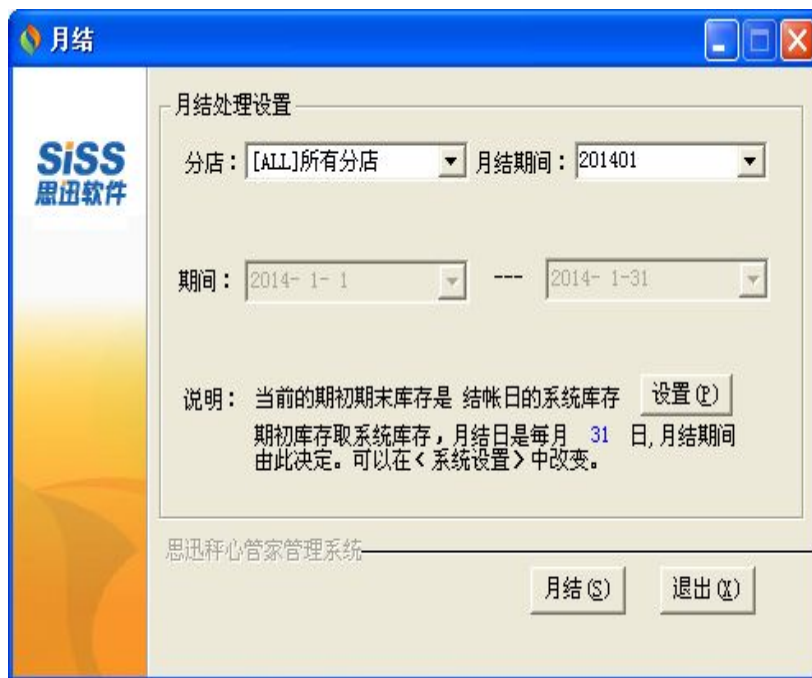 月结
月结处理设置
SiSS
思迅软件
分店： [ALL]所有分店 月结期间： 201401
期间： 2014- 1- 1 --- 2014- 1-31
说明： 当前的期初期末库存是 结帐日的系统库存 设置(P)
期初库存取系统库存，月结日是每月 31 日,月结期间
由此决定。可以在<系统设置>中改变。
思迅秤心管家管理系统
月结(S) 退出(X)